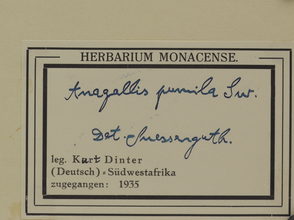 HERBARIUM MONACENSE.
Anagallis pumila Sw.
Det. Suessenguth.
leg. Kurt Dinter
(Deutsch) - Südwestafrika
zugegangen: 1935